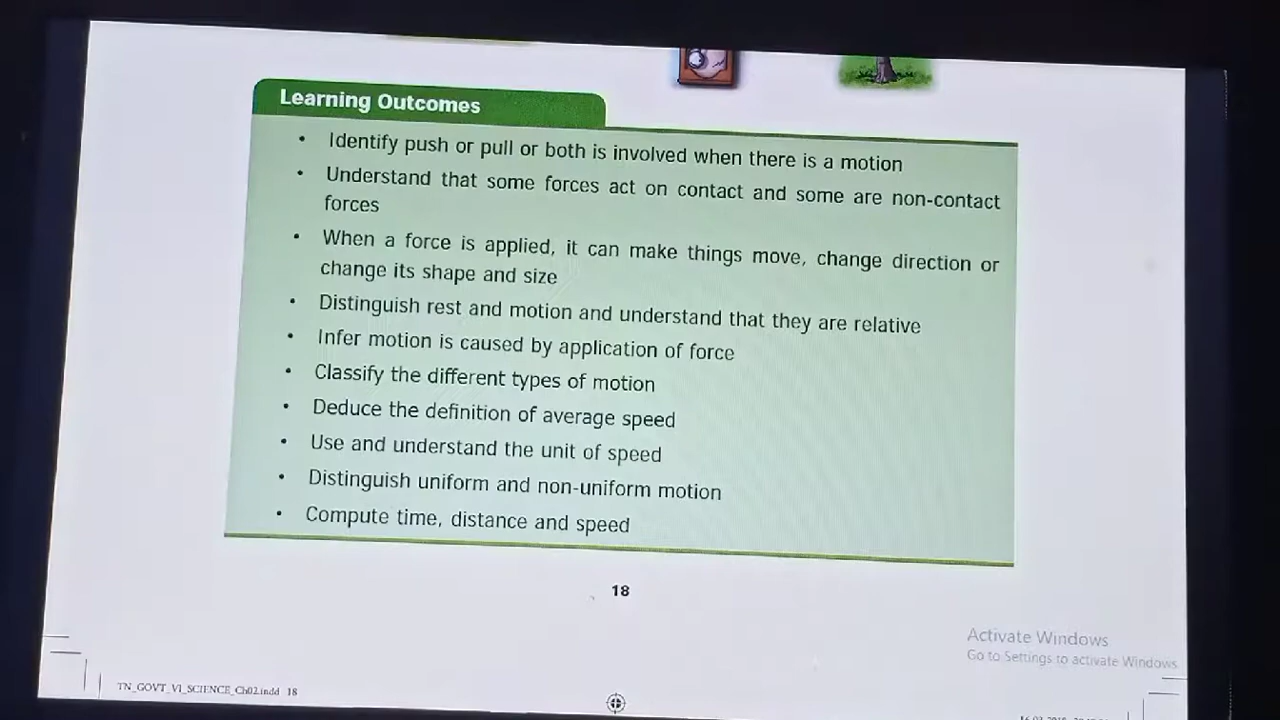 Learning Outcomes
• Identify push or pull or both is involved when there is a motion
• Understand that some forces act on contact and some are non-contact
forces
• When a force is applied, it can make things move, change direction or
change its shape and size
• Distinguish rest and motion and understand that they are relative
• Infer motion is caused by application of force
• Classify the different types of motion
• Deduce the definition of average speed
• Use and understand the unit of speed
• Distinguish uniform and non-uniform motion
• Compute time, distance and speed
18
Activate Windows
Go to Settings to activate Windows.
TN_GOVT_VI_SCIENCE_Ch02.indd 18